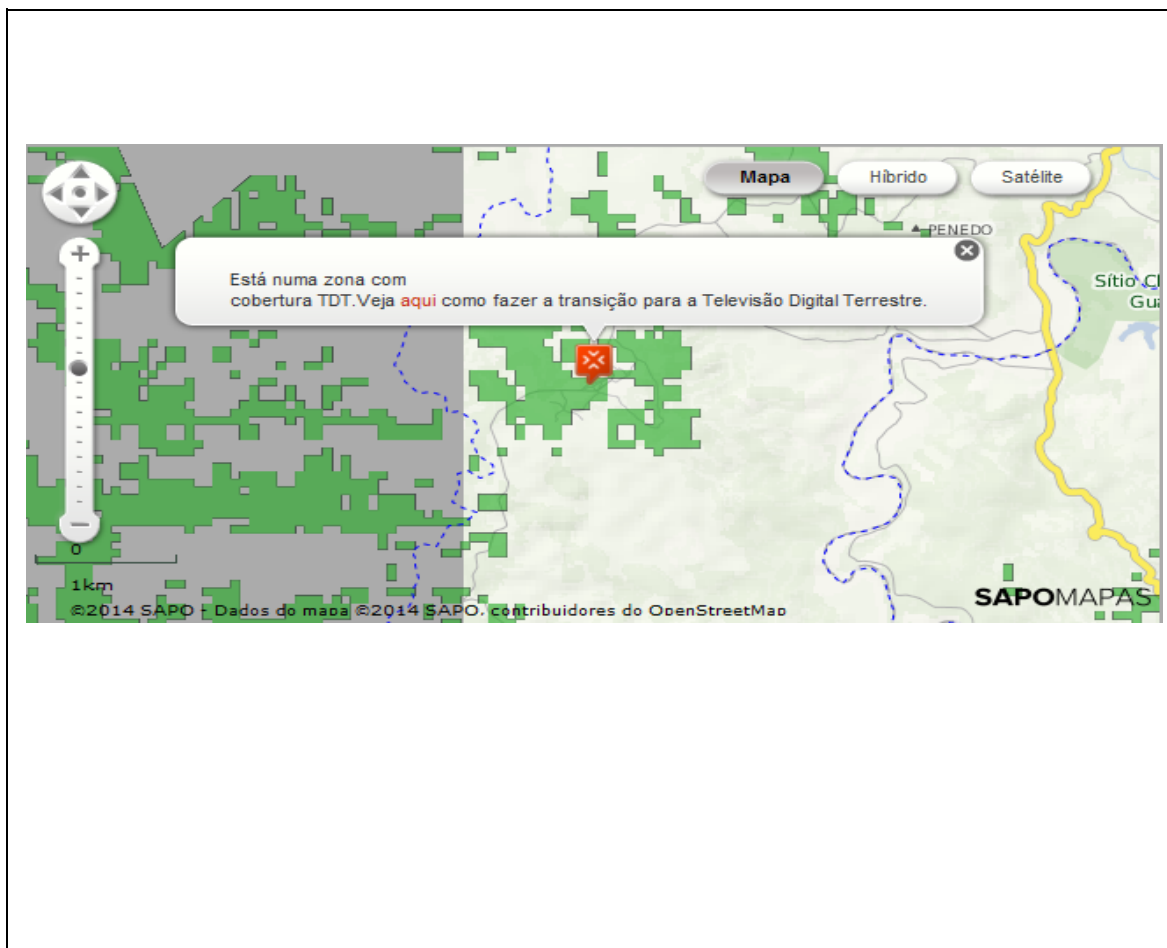 Mapa
Híbrido
Satélite
PENEDO
Está numa zona com
cobertura TDT.Veja aqui como fazer a transição para a Televisão Digital Terrestre.
Sítio
0
1km
SAPOMAPAS
©2014 SAPO - Dados do mapa ©2014 SAPO, contribuidores do OpenStreetMap